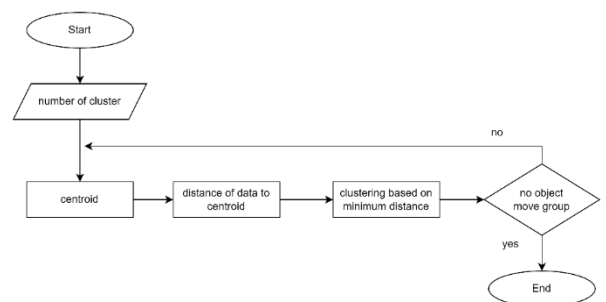 Start
number of cluster
no
centroid
distance of data to
centroid
clustering based on
minimum distance
no object
move group
yes
End